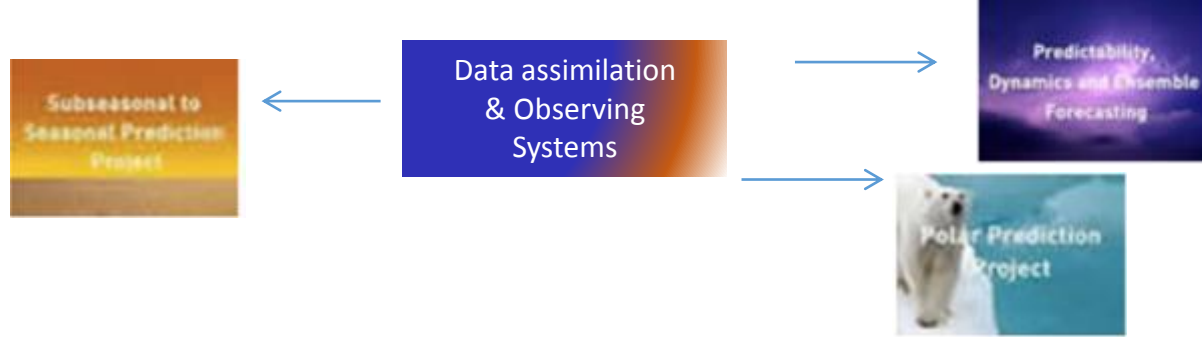 Subseasonal to
Seasonal Prediction
Project
Data assimilation
& Observing
Systems
Predictability,
Dynamics and Ensemble
Forecasting
Polar Prediction
Project